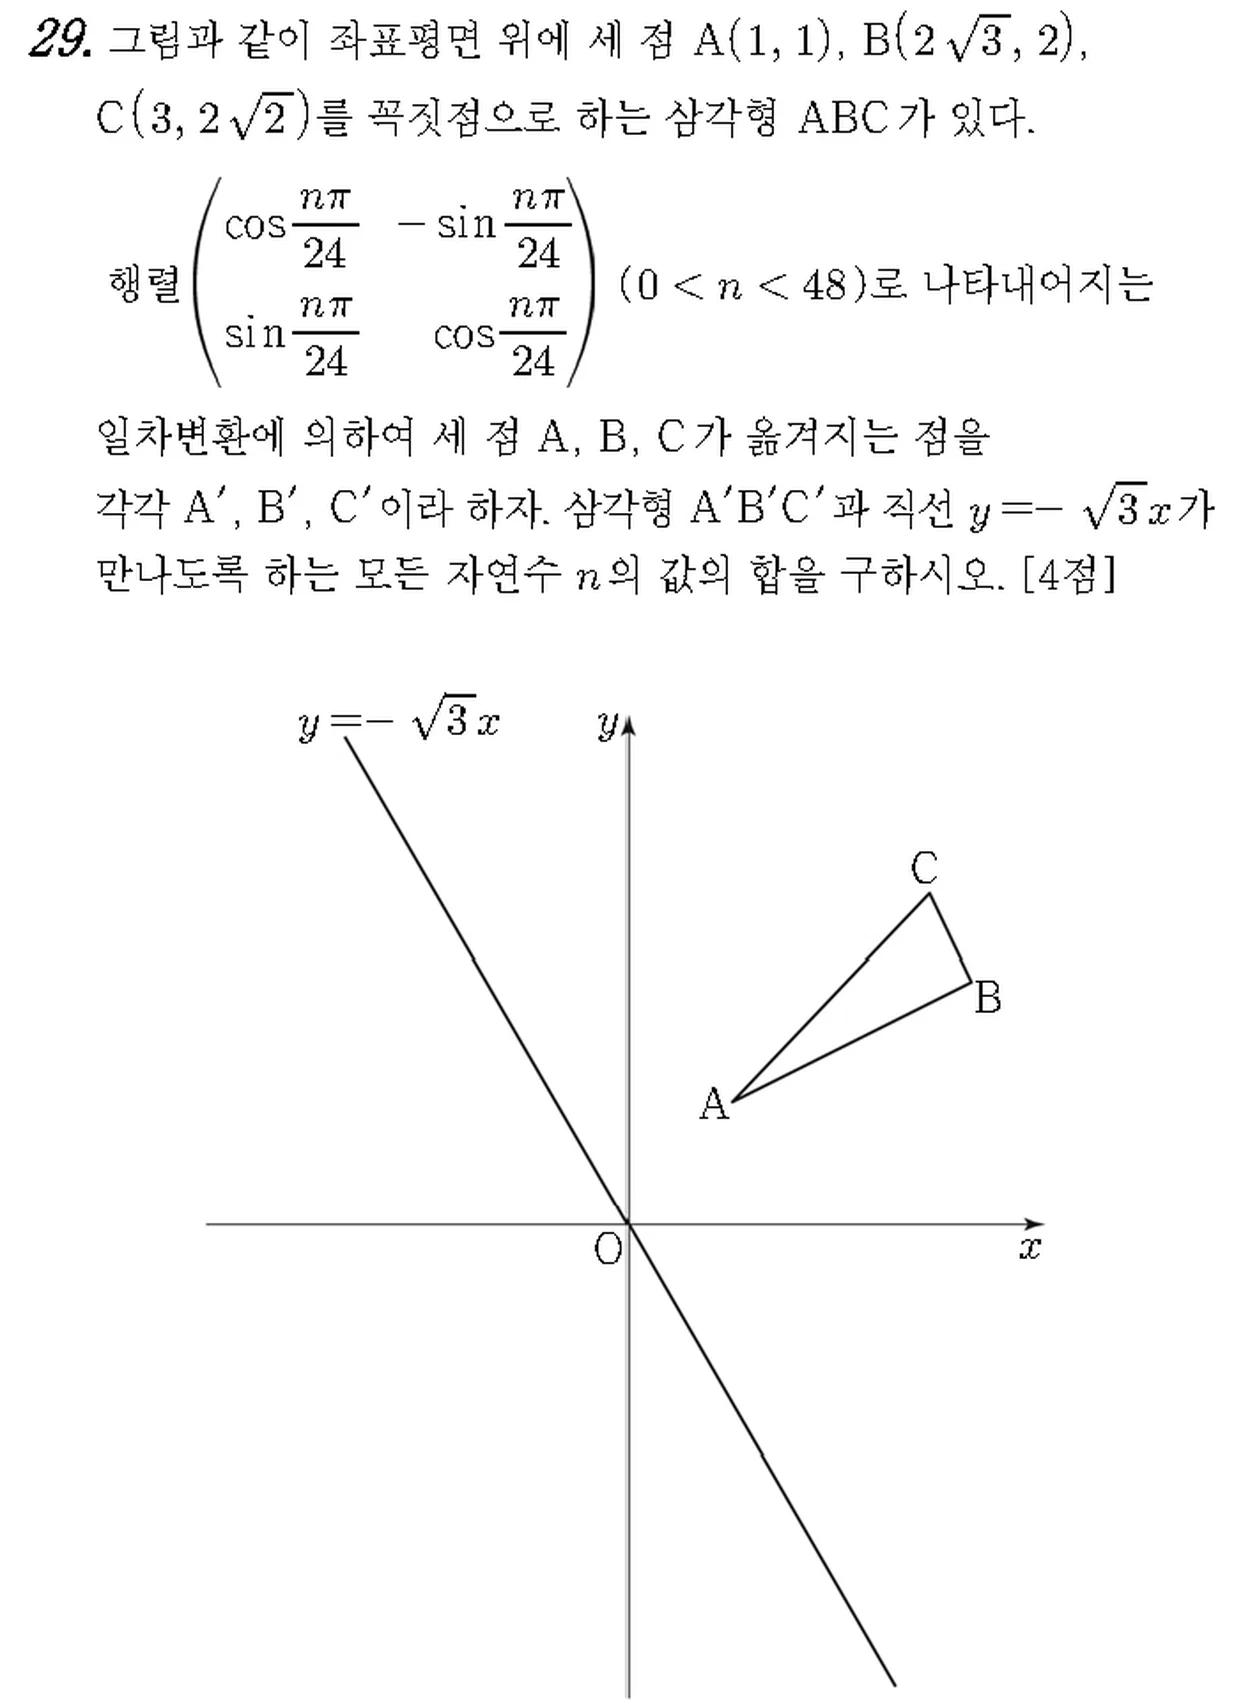 29. 그림과 같이 좌표평면 위에 세 점 A(1, 1), B(2√3, 2),
C(3, 2√2)를 꼭짓점으로 하는 삼각형 ABC가 있다.
행렬 (cos nπ/24 −sin nπ/24
sin nπ/24 cos nπ/24) (0 < n < 48)로 나타내어지는
일차변환에 의하여 세 점 A, B, C가 옮겨지는 점을
각각 A′, B′, C′이라 하자. 삼각형 A′B′C′과 직선 y=−√3x가
만나도록 하는 모든 자연수 n의 값의 합을 구하시오. [4점]
y=−√3x y
C
B
A
O x